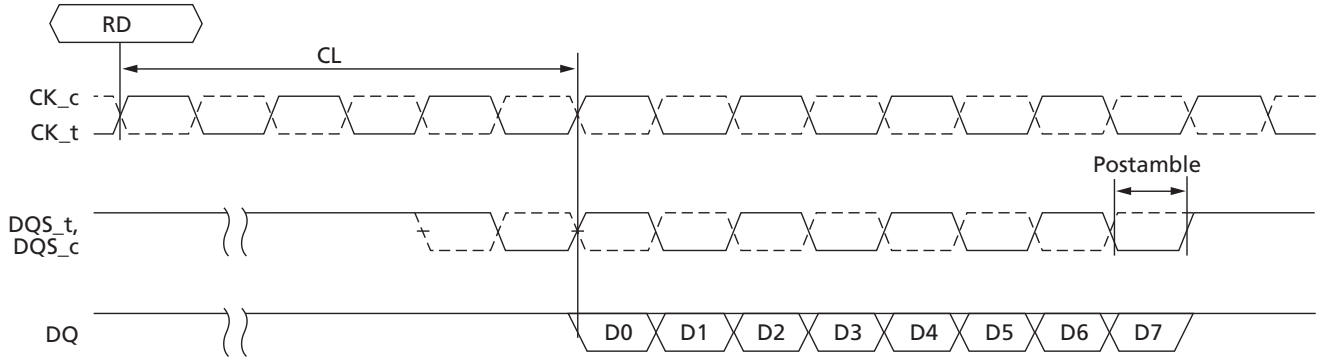 RD
CL
CK_c
CK_t
Postamble
DQS_t,
DQS_c
DQ
D0 D1 D2 D3 D4 D5 D6 D7